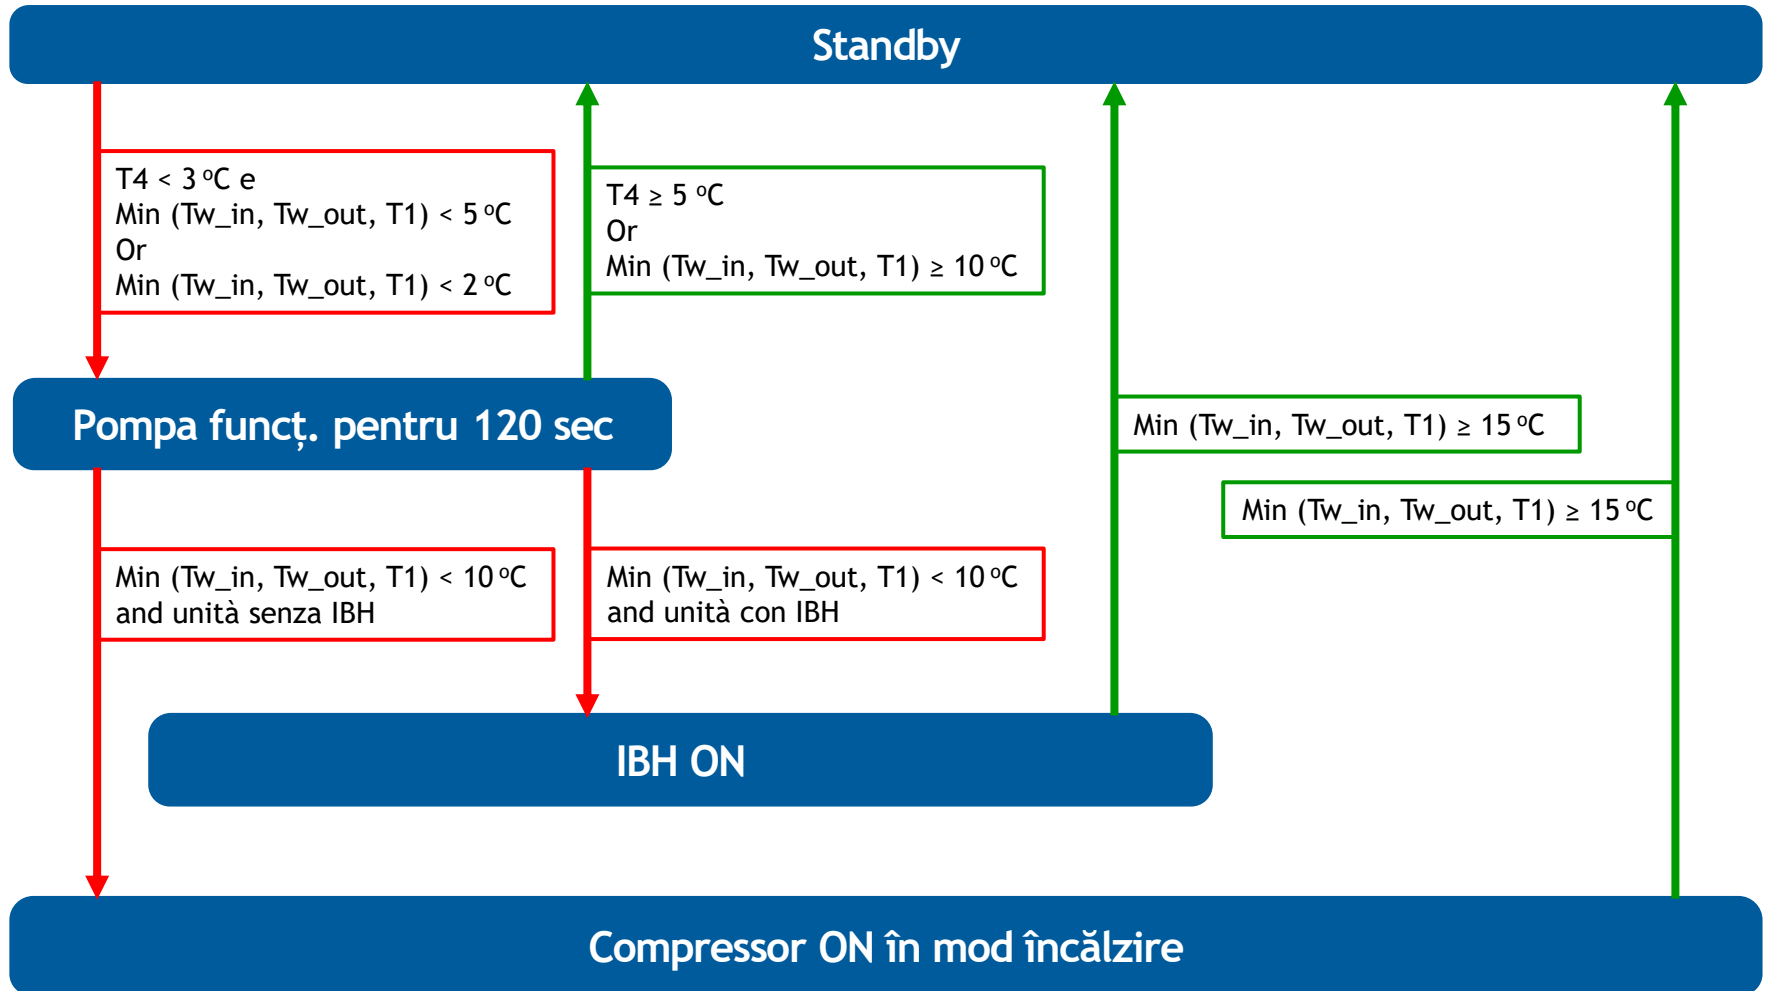 Standby
T4 < 3 ºC e
Min (Tw_in, Tw_out, T1) < 5 ºC
Or
Min (Tw_in, Tw_out, T1) < 2 ºC
T4 ≥ 5 ºC
Or
Min (Tw_in, Tw_out, T1) ≥ 10 ºC
Pompa funcț. pentru 120 sec
Min (Tw_in, Tw_out, T1) ≥ 15 ºC
Min (Tw_in, Tw_out, T1) ≥ 15 ºC
Min (Tw_in, Tw_out, T1) < 10 ºC
and unità senza IBH
Min (Tw_in, Tw_out, T1) < 10 ºC
and unità con IBH
IBH ON
Compressor ON în mod încălzire